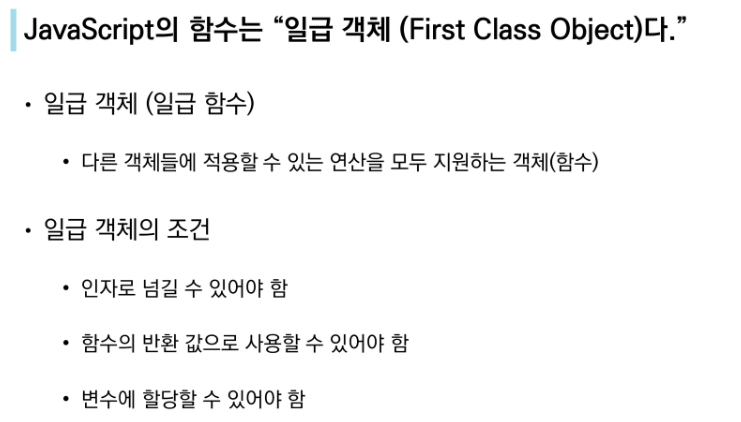 JavaScript의 함수는 “일급 객체 (First Class Object)다.”
• 일급 객체 (일급 함수)
• 다른 객체들에 적용할 수 있는 연산을 모두 지원하는 객체(함수)
• 일급 객체의 조건
• 인자로 넘길 수 있어야 함
• 함수의 반환 값으로 사용할 수 있어야 함
• 변수에 할당할 수 있어야 함